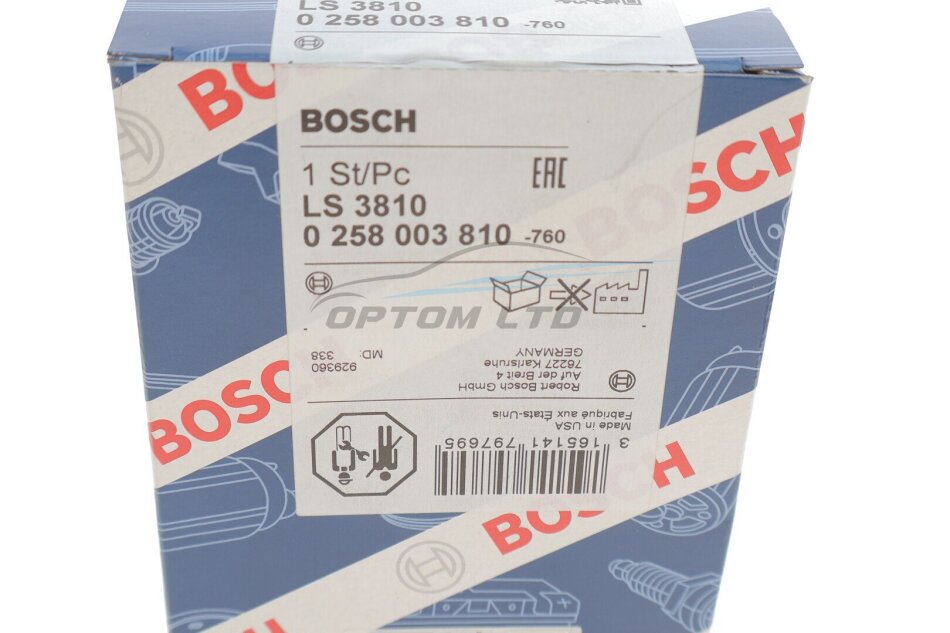 LS 3810
0 258 003 810 -760
BOSCH
BOSCH
BOSCH
1 St/Pc
EAC
LS 3810
0 258 003 810 -760
BOSCH
OPTOM LTD
929360
MD: 338
Robert Bosch GmbH
Auf der Breit 4
76227 Karlsruhe
GERMANY
Made in USA
Fabriqué aux États-Unis
3 165141 797695
BOSCH
BOSCH
BOSCH